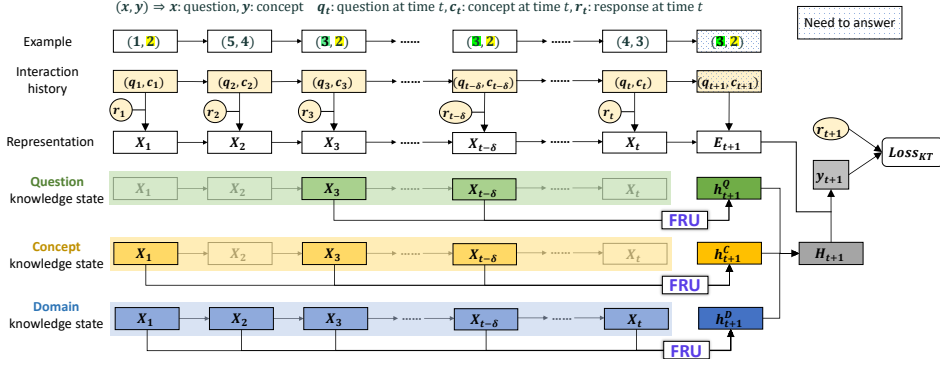 (x, y) ⇒ x: question, y: concept q_t: question at time t, c_t: concept at time t, r_t: response at time t
Need to answer
Example (1, 2) (5, 4) (3, 2) ...... (3, 2) ...... (4, 3) (3, 2)
Interaction history (q_1, c_1) (q_2, c_2) (q_3, c_3) ...... (q_{t−δ}, c_{t−δ}) ...... (q_t, c_t) (q_{t+1}, c_{t+1})
r_1 r_2 r_3 r_{t−δ} r_t r_{t+1}
Representation X_1 X_2 X_3 ...... X_{t−δ} ...... X_t E_{t+1}
Loss_{KT}
y_{t+1}
Question knowledge state X_1 X_2 X_3 ...... X_{t−δ} ...... X_t h^Q_{t+1}
FRU
Concept knowledge state X_1 X_2 X_3 ...... X_{t−δ} ...... X_t h^C_{t+1} H_{t+1}
FRU
Domain knowledge state X_1 X_2 X_3 ...... X_{t−δ} ...... X_t h^D_{t+1}
FRU